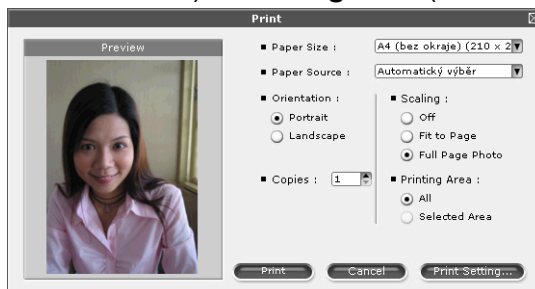 Print
Preview
Paper Size :
A4 (bez okraje) (210 x 2
Paper Source :
Automatický výběr
Orientation :
Portrait
Landscape
Scaling :
Off
Fit to Page
Full Page Photo
Copies : 1
Printing Area :
All
Selected Area
Print
Cancel
Print Setting...